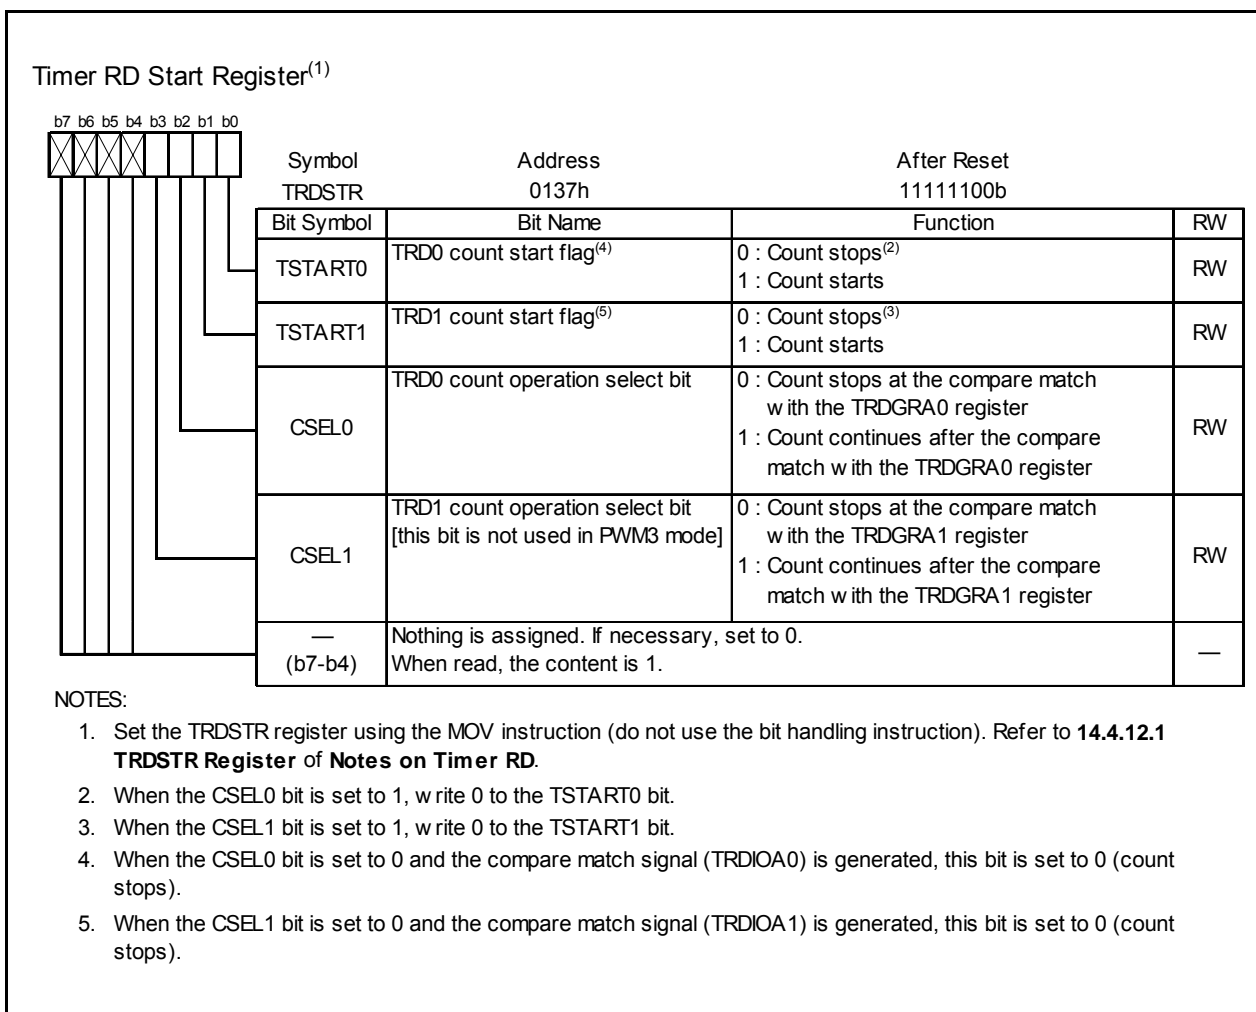 Timer RD Start Register(1)
b7 b6 b5 b4 b3 b2 b1 b0
Symbol Address After Reset
TRDSTR 0137h 11111100b
Bit Symbol Bit Name Function RW
TSTART0 TRD0 count start flag(4) 0 : Count stops(2) RW
1 : Count starts
TSTART1 TRD1 count start flag(5) 0 : Count stops(3) RW
1 : Count starts
CSEL0 TRD0 count operation select bit 0 : Count stops at the compare match RW
with the TRDGRA0 register
1 : Count continues after the compare
match with the TRDGRA0 register
CSEL1 TRD1 count operation select bit 0 : Count stops at the compare match RW
[this bit is not used in PWM3 mode] with the TRDGRA1 register
1 : Count continues after the compare
match with the TRDGRA1 register
— Nothing is assigned. If necessary, set to 0. —
(b7-b4) When read, the content is 1.
NOTES:
1. Set the TRDSTR register using the MOV instruction (do not use the bit handling instruction). Refer to 14.4.12.1
TRDSTR Register of Notes on Timer RD.
2. When the CSEL0 bit is set to 1, write 0 to the TSTART0 bit.
3. When the CSEL1 bit is set to 1, write 0 to the TSTART1 bit.
4. When the CSEL0 bit is set to 0 and the compare match signal (TRDIOA0) is generated, this bit is set to 0 (count
stops).
5. When the CSEL1 bit is set to 0 and the compare match signal (TRDIOA1) is generated, this bit is set to 0 (count
stops).